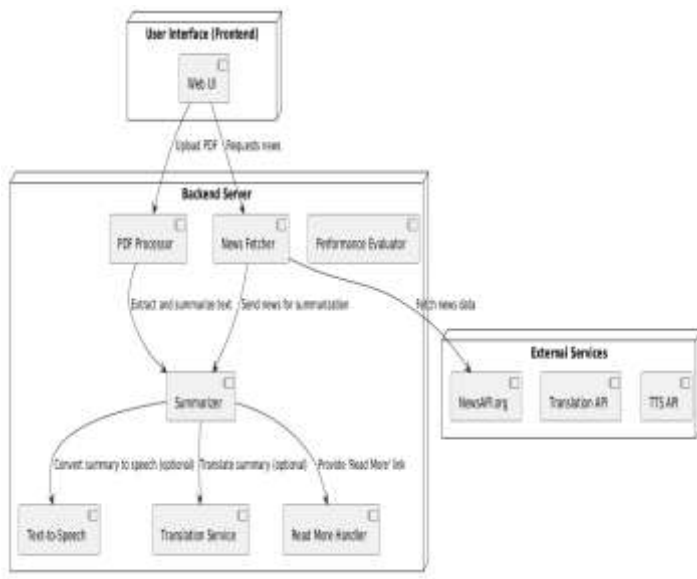 User Interface (Frontend)
Web UI
Upload PDF
Requests news
Backend Server
PDF Processor
News Fetcher
Performance Evaluator
Extract and summarize text
Send news for summarization
Fetch news data
External Services
Summarizer
NewsAPI.org
Translation API
TTS API
Convert summary to speech (optional)
Translate summary (optional)
Provide 'Read More' link
Text-to-Speech
Translation Service
Read More Handler